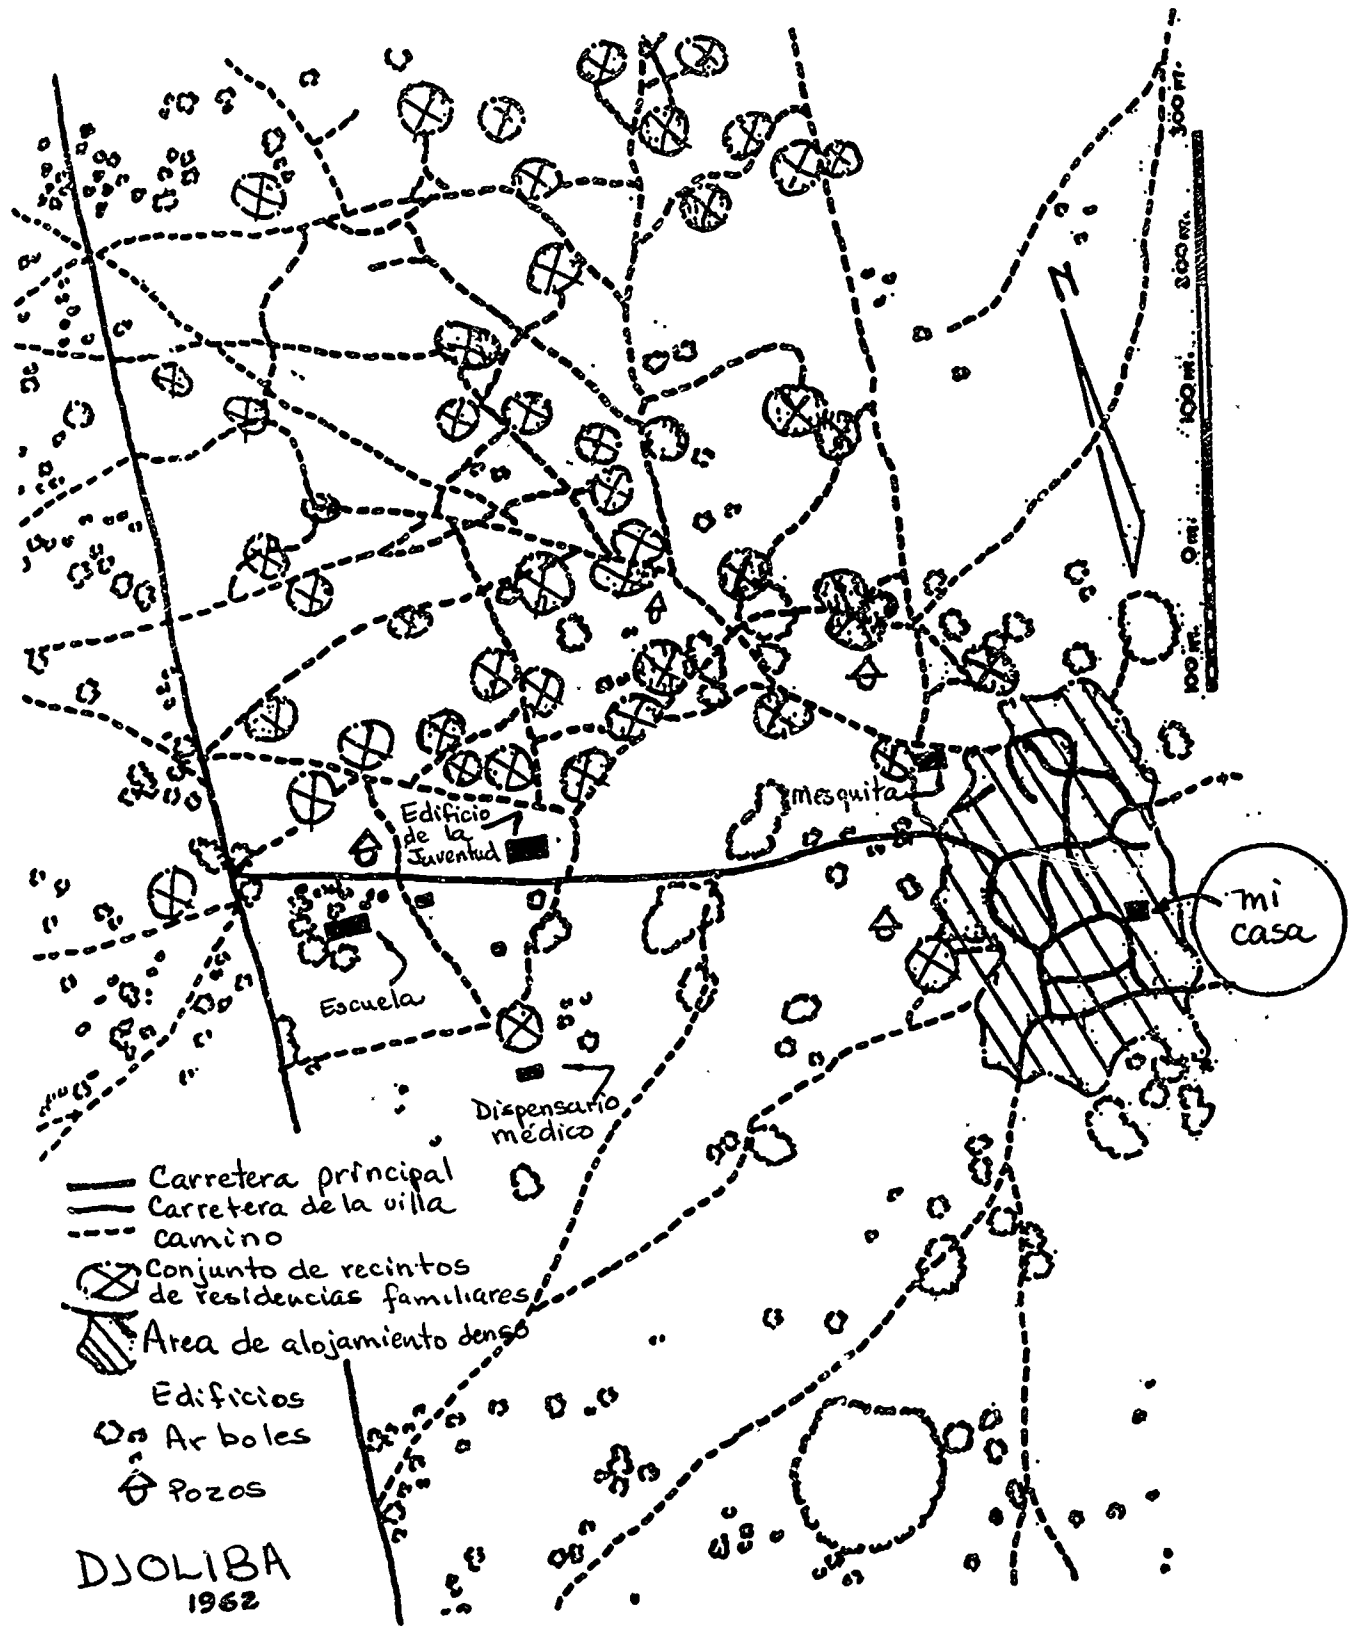 300 m.
200 m.
100 m.
0 m.
100 m.
N
Mesquita
Edificio
de la
Juventud
mi
casa
Escuela
Dispensario
médico
Carretera principal
Carretera de la villa
camino
Conjunto de recintos
de residencias familiares
Area de alojamiento denso
Edificios
Arboles
Pozos
DJOLIBA
1962